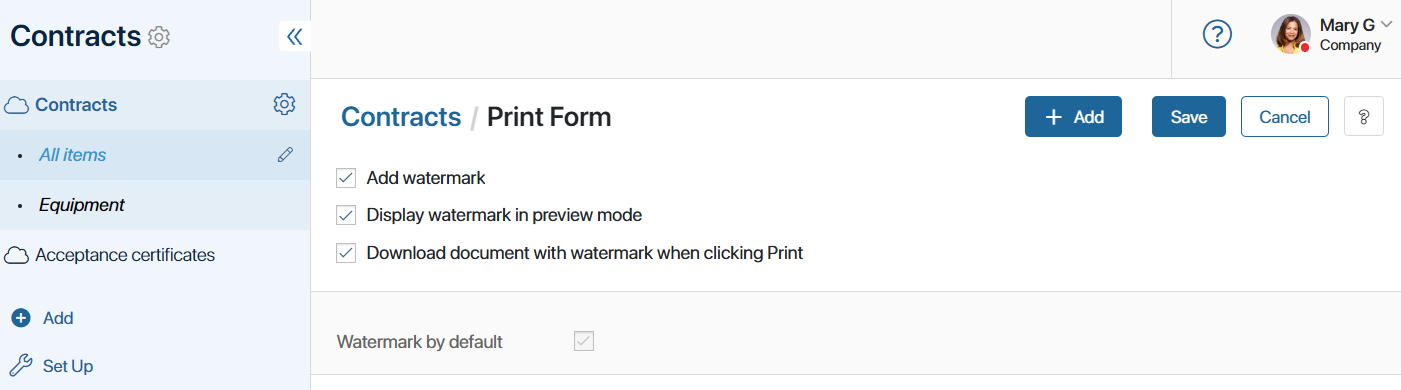 Contracts
Contracts
All items
Equipment
Acceptance certificates
Add
Set Up
?
Mary G
Company
Contracts / Print Form
+ Add
Save
Cancel
?
Add watermark
Display watermark in preview mode
Download document with watermark when clicking Print
Watermark by default